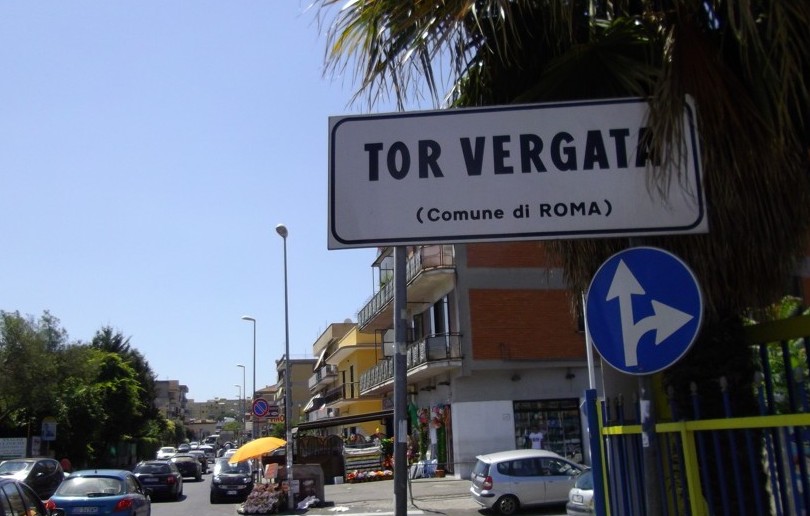 TOR VERGATA
(Comune di ROMA)